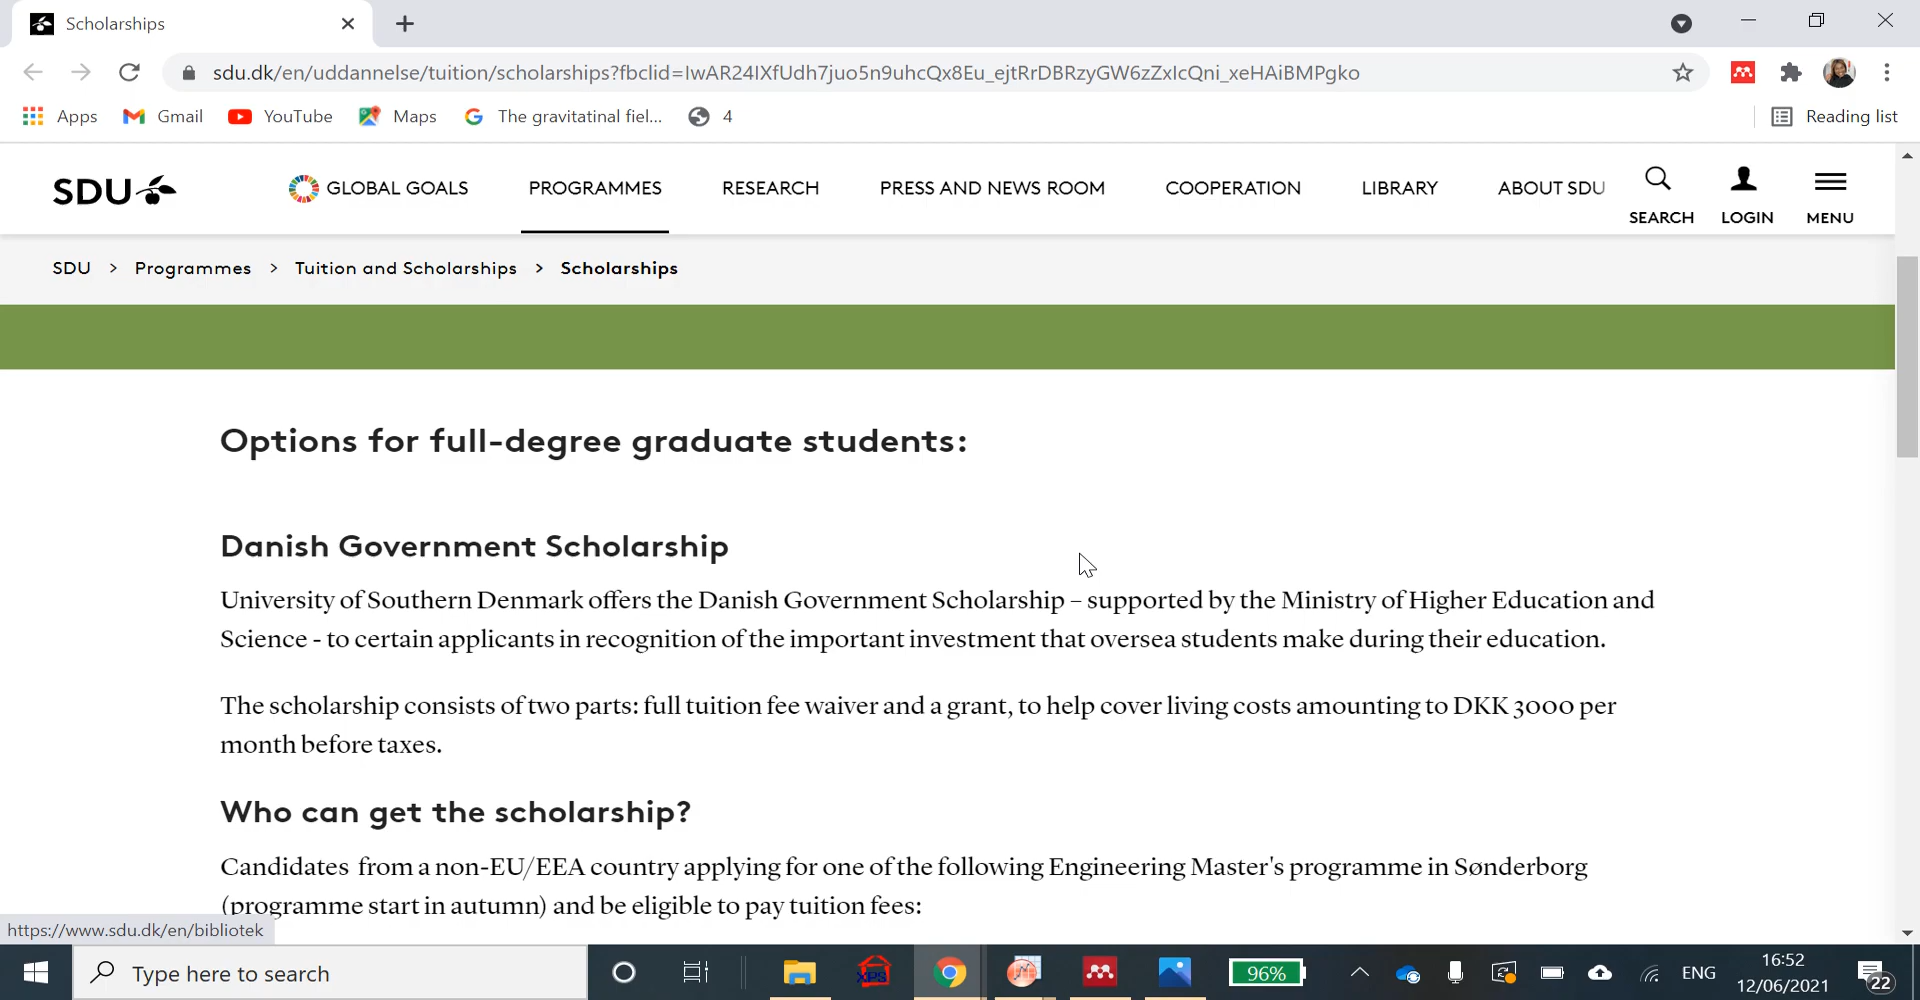 Scholarships
sdu.dk/en/uddannelse/tuition/scholarships?fbclid=IwAR24IXfUdh7juo5n9uhcQx8Eu_ejtRrDBRzyGW6zZxIcQni_xeHAiBMPgko
Apps Gmail YouTube Maps The gravitatinal fiel... 4 Reading list
SDU GLOBAL GOALS PROGRAMMES RESEARCH PRESS AND NEWS ROOM COOPERATION LIBRARY ABOUT SDU SEARCH LOGIN MENU
SDU > Programmes > Tuition and Scholarships > Scholarships
Options for full-degree graduate students:
Danish Government Scholarship
University of Southern Denmark offers the Danish Government Scholarship – supported by the Ministry of Higher Education and
Science - to certain applicants in recognition of the important investment that oversea students make during their education.
The scholarship consists of two parts: full tuition fee waiver and a grant, to help cover living costs amounting to DKK 3000 per
month before taxes.
Who can get the scholarship?
Candidates from a non-EU/EEA country applying for one of the following Engineering Master's programme in Sønderborg
(programme start in autumn) and be eligible to pay tuition fees:
https://www.sdu.dk/en/bibliotek
Type here to search XPS 96% ENG 16:52
12/06/2021 22